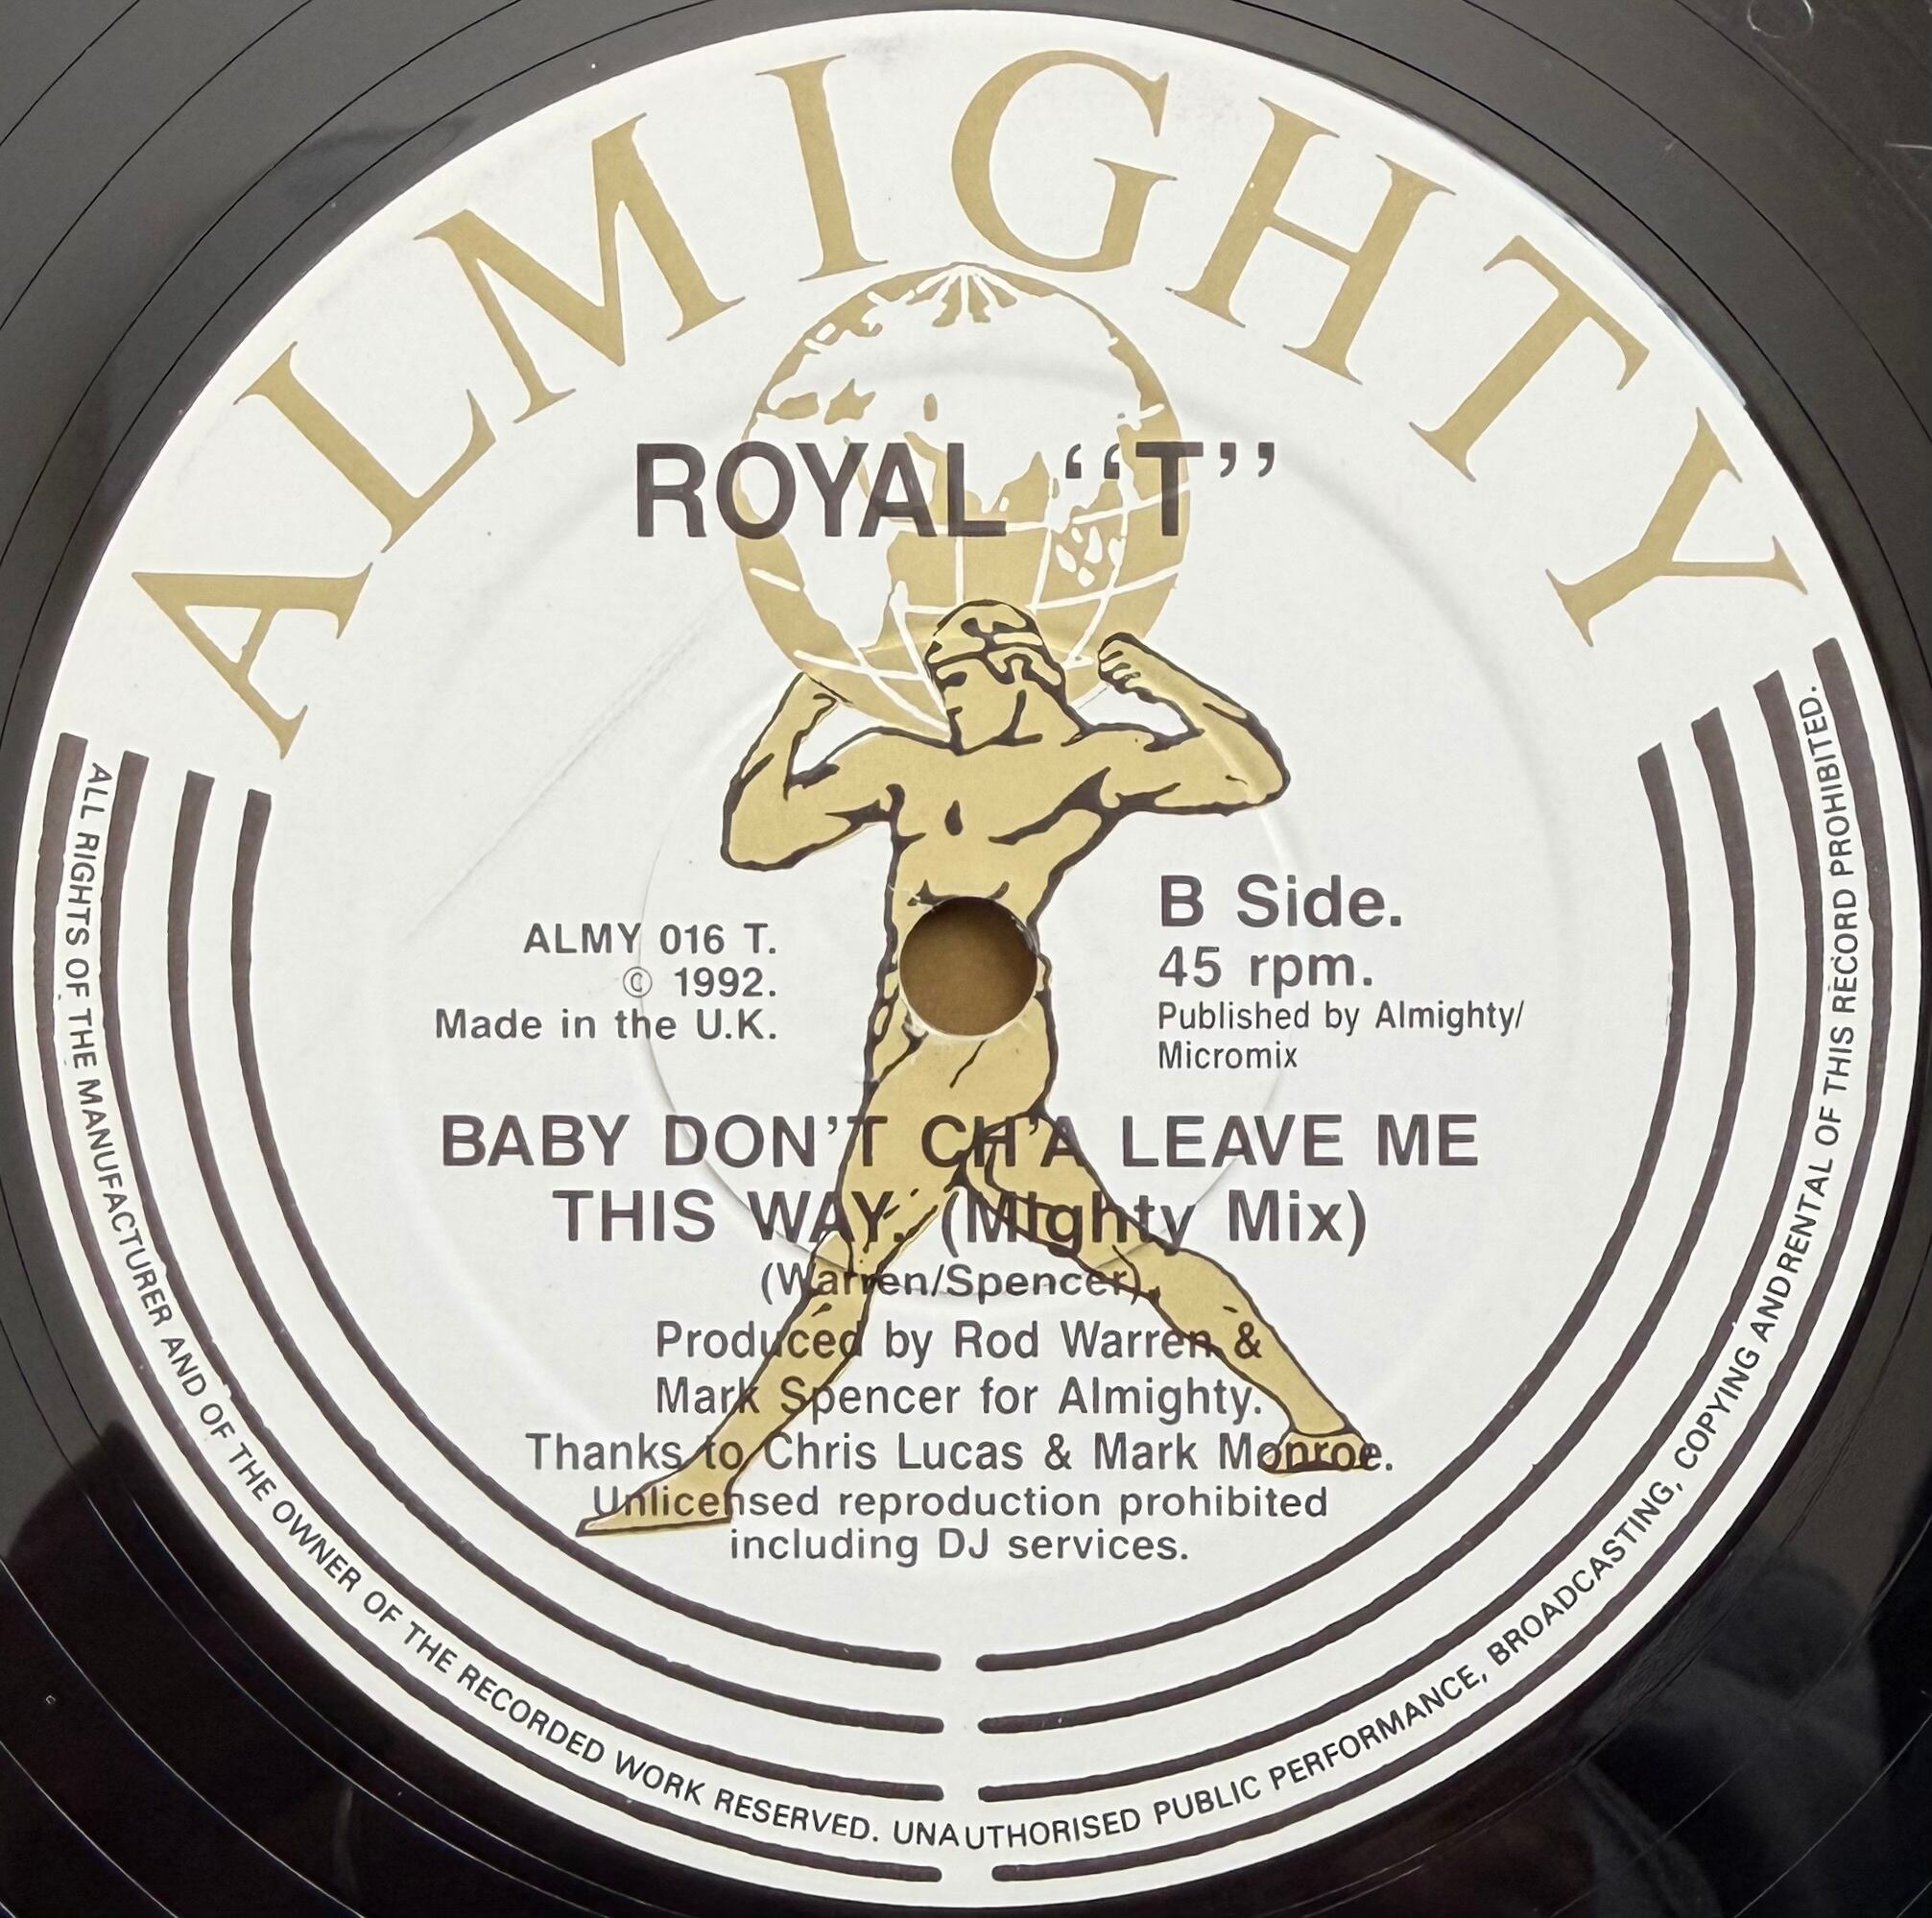 ALMIGHTY
ROYAL “T”
ALMY 016 T.
© 1992.
Made in the U.K.
B Side.
45 rpm.
Published by Almighty/
Micromix
BABY DON’T CH’A LEAVE ME
THIS WAY. (Mighty Mix)
(Warren/Spencer).
Produced by Rod Warren &
Mark Spencer for Almighty.
Thanks to Chris Lucas & Mark Monroe.
Unlicensed reproduction prohibited
including DJ services.
ALL RIGHTS OF THE MANUFACTURER AND OF THE OWNER OF THE RECORDED WORK RESERVED. UNAUTHORISED PUBLIC PERFORMANCE, BROADCASTING, COPYING AND RENTAL OF THIS RECORD PROHIBITED.